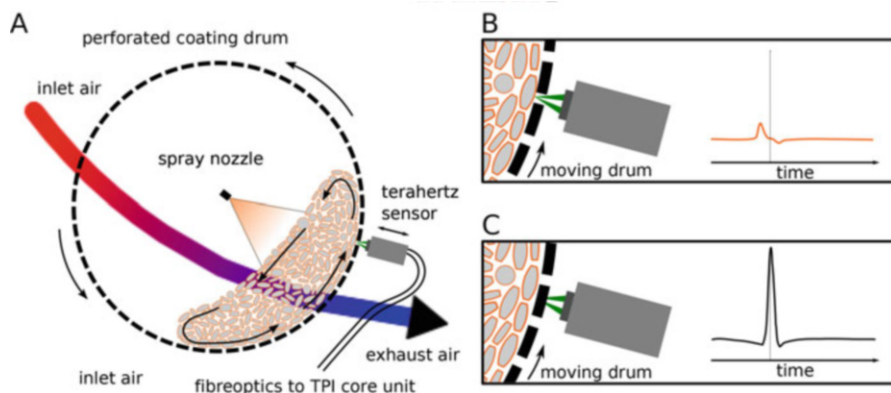 A
perforated coating drum
inlet air
spray nozzle
terahertz
sensor
exhaust air
inlet air
fibreoptics to TPI core unit
B
moving drum
time
C
moving drum
time